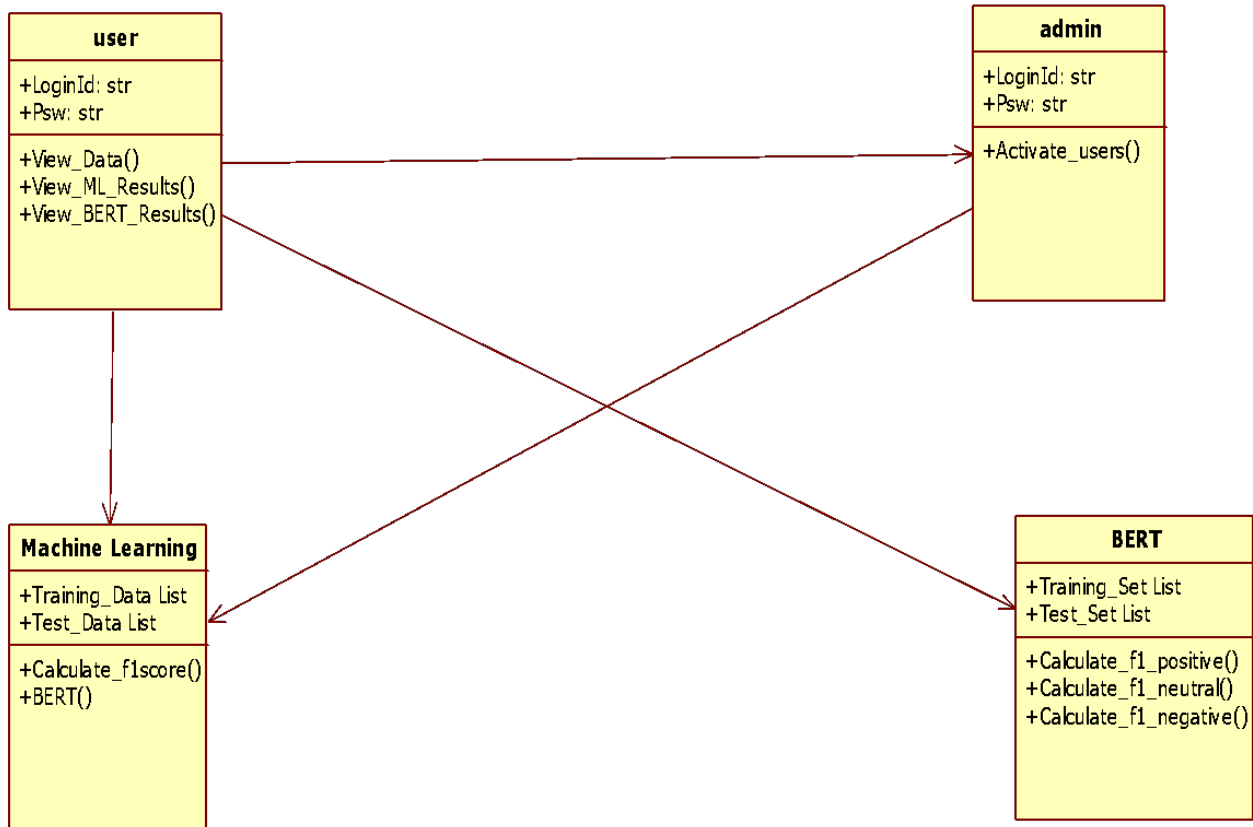 user
+LoginId: str
+Psw: str
+View_Data()
+View_ML_Results()
+View_BERT_Results()
admin
+LoginId: str
+Psw: str
+Activate_users()
Machine Learning
+Training_Data List
+Test_Data List
+Calculate_f1score()
+BERT()
BERT
+Training_Set List
+Test_Set List
+Calculate_f1_positive()
+Calculate_f1_neutral()
+Calculate_f1_negative()